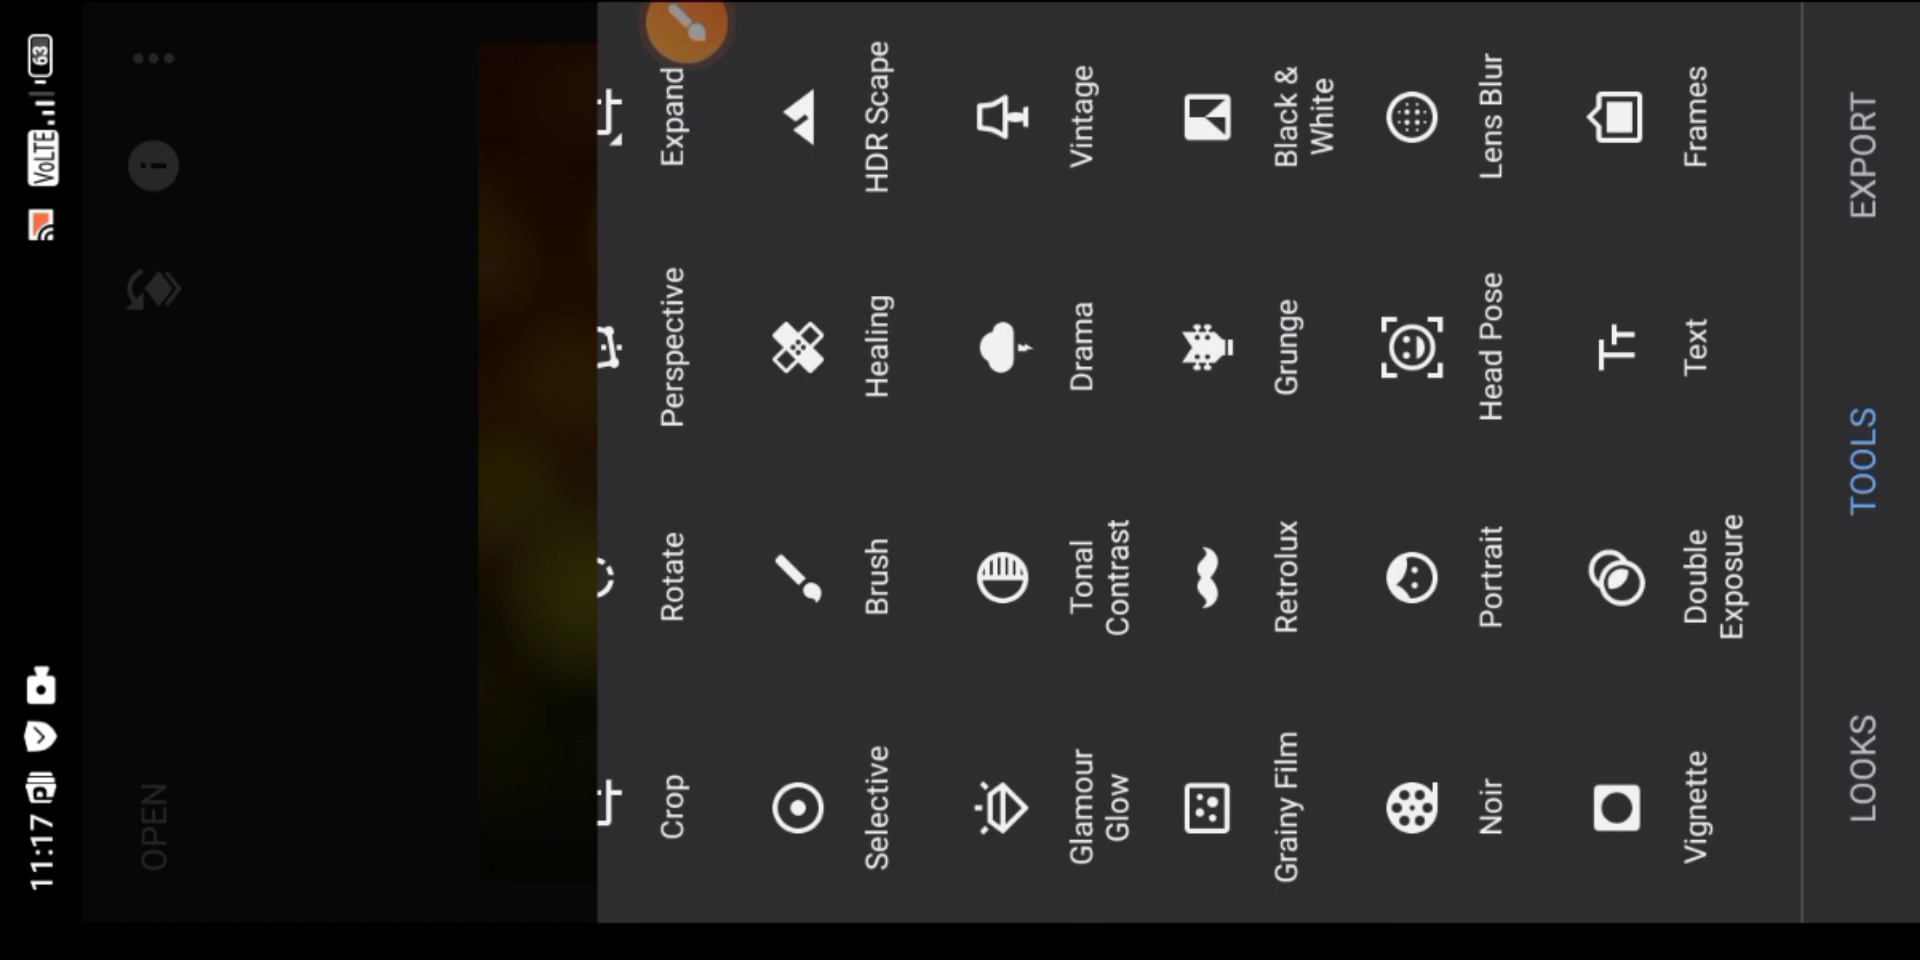 11:17
VoLTE
63
OPEN
Crop
Rotate
Perspective
Expand
Selective
Brush
Healing
HDR Scape
Glamour
Glow
Tonal
Contrast
Drama
Vintage
Grainy Film
Retrolux
Grunge
Black &
White
Noir
Portrait
Head Pose
Lens Blur
Vignette
Double
Exposure
Text
Frames
LOOKS
TOOLS
EXPORT